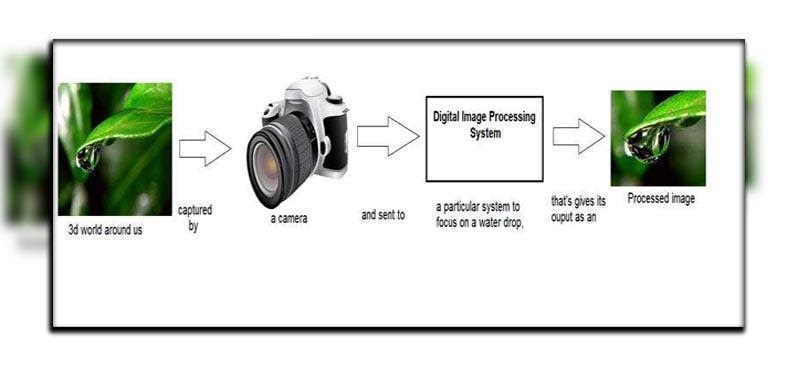 Digital Image Processing
System
3d world around us
captured
by
a camera
and sent to
a particular system to
focus on a water drop,
that's gives its
ouput as an
Processed image